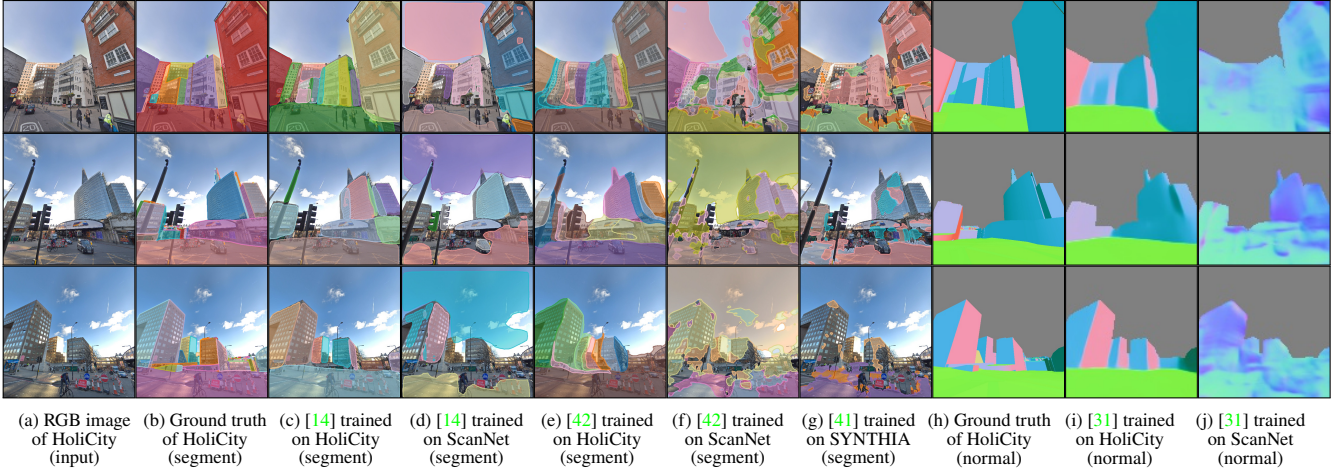 (a) RGB image of HoliCity (input)
(b) Ground truth of HoliCity (segment)
(c) [14] trained on HoliCity (segment)
(d) [14] trained on ScanNet (segment)
(e) [42] trained on HoliCity (segment)
(f) [42] trained on ScanNet (segment)
(g) [41] trained on SYNTHIA (segment)
(h) Ground truth of HoliCity (normal)
(i) [31] trained on HoliCity (normal)
(j) [31] trained on ScanNet (normal)